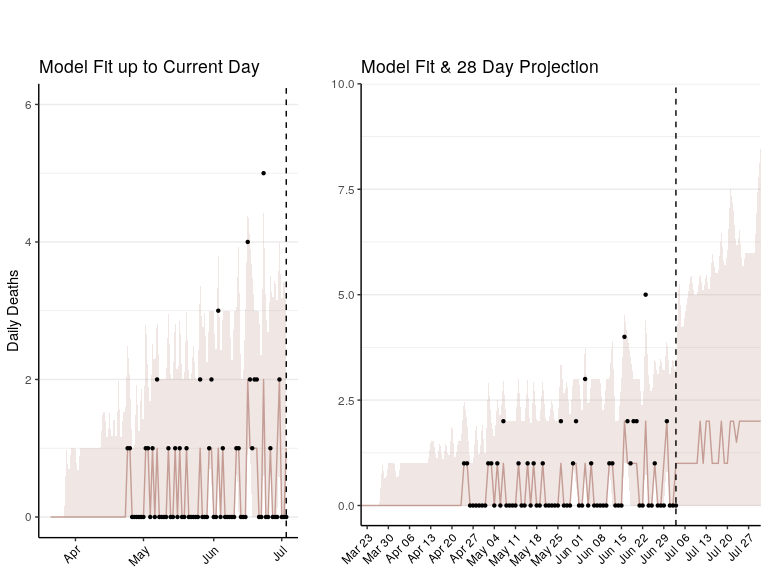 Model Fit up to Current Day
Model Fit & 28 Day Projection
Daily Deaths
6
4
2
0
Apr
May
Jun
Jul
10.0
7.5
5.0
2.5
0.0
Mar 23
Mar 30
Apr 06
Apr 13
Apr 20
Apr 27
May 04
May 11
May 18
May 25
Jun 01
Jun 08
Jun 15
Jun 22
Jun 29
Jul 06
Jul 13
Jul 20
Jul 27